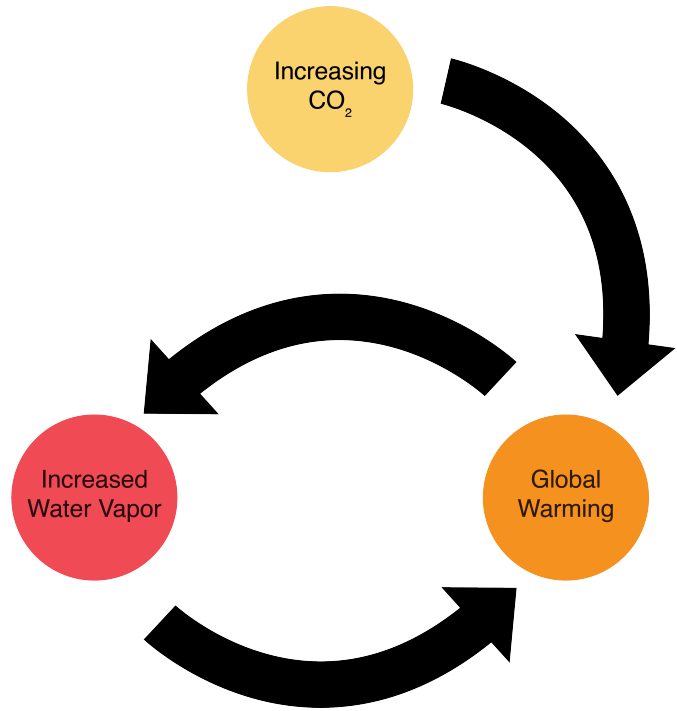 Increasing
CO₂
Increased
Water Vapor
Global
Warming